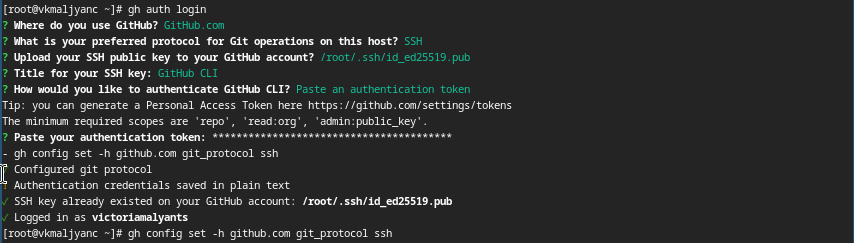 [root@vkmaljyanc ~]# gh auth login
? Where do you use GitHub? GitHub.com
? What is your preferred protocol for Git operations on this host? SSH
? Upload your SSH public key to your GitHub account? /root/.ssh/id_ed25519.pub
? Title for your SSH key: GitHub CLI
? How would you like to authenticate GitHub CLI? Paste an authentication token
Tip: you can generate a Personal Access Token here https://github.com/settings/tokens
The minimum required scopes are 'repo', 'read:org', 'admin:public_key'.
? Paste your authentication token: ****************************************
- gh config set -h github.com git_protocol ssh
Configured git protocol
! Authentication credentials saved in plain text
✓ SSH key already existed on your GitHub account: /root/.ssh/id_ed25519.pub
✓ Logged in as victoriamalyants
[root@vkmaljyanc ~]# gh config set -h github.com git_protocol ssh